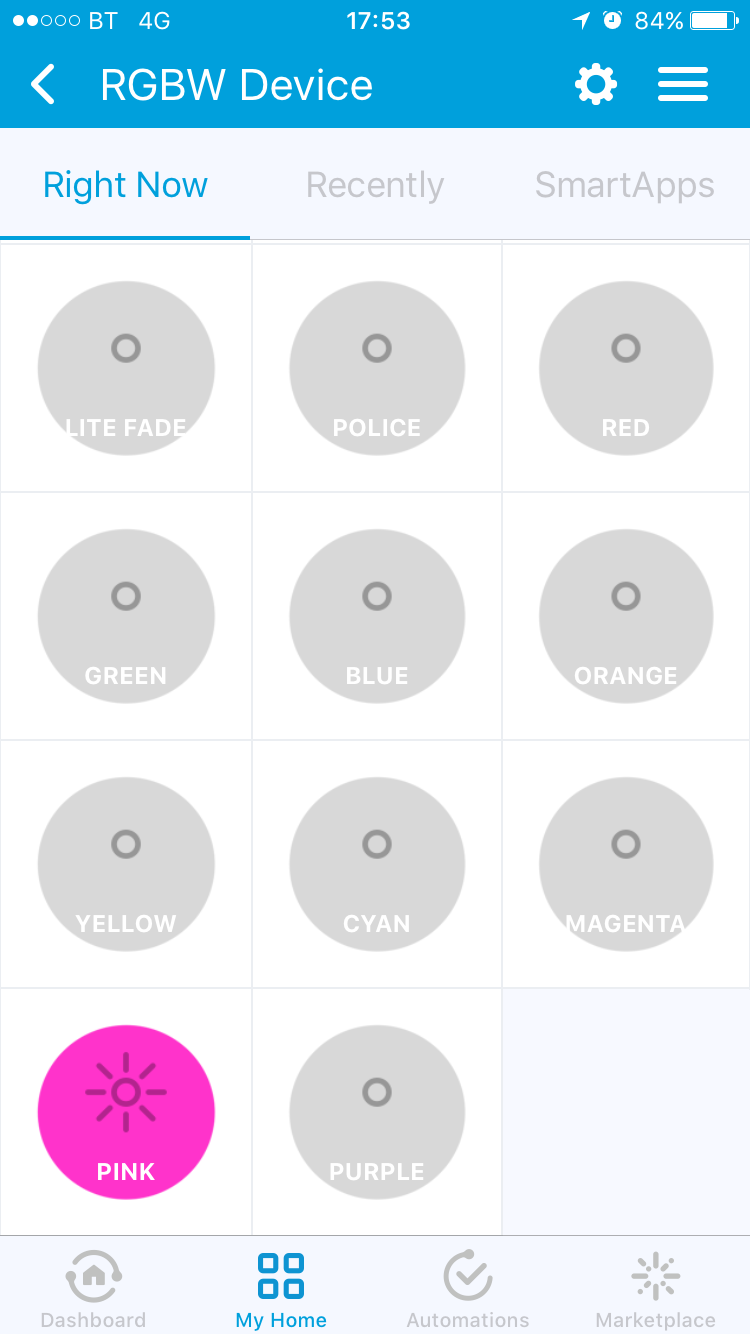 BT 4G 17:53 84%
RGBW Device
Right Now Recently SmartApps
LITE FADE POLICE RED
GREEN BLUE ORANGE
YELLOW CYAN MAGENTA
PINK PURPLE
Dashboard My Home Automations Marketplace